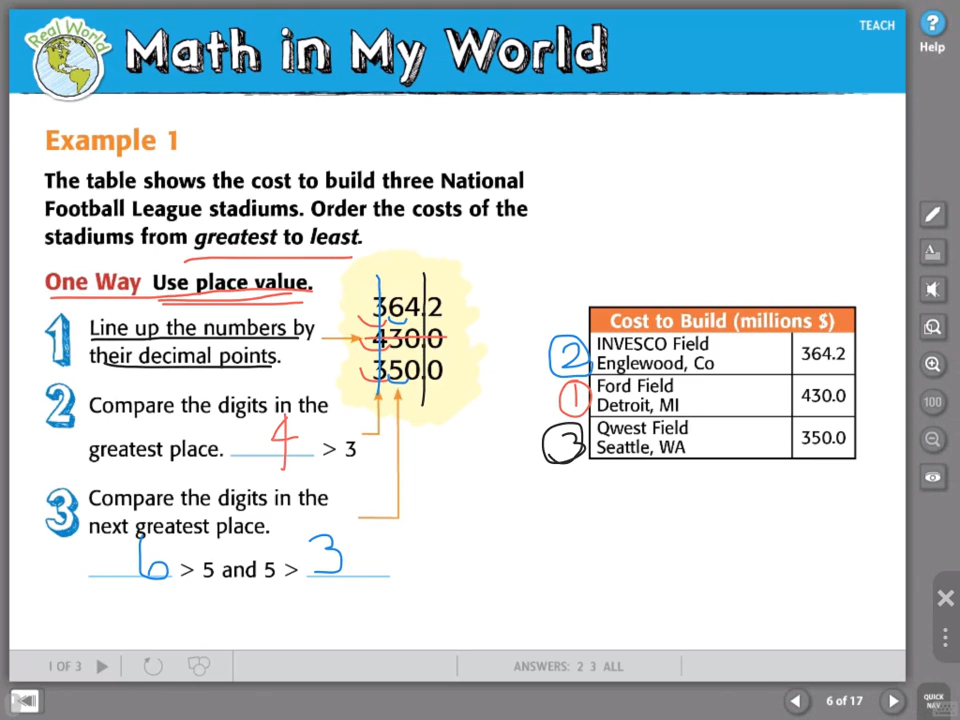 TEACH
Real World
Math in My World
Help
Example 1
The table shows the cost to build three National
Football League stadiums. Order the costs of the
stadiums from greatest to least.
One Way Use place value.
1 Line up the numbers by
their decimal points.
364.2
430.0
350.0
2 Compare the digits in the
greatest place. 4 > 3
3 Compare the digits in the
next greatest place.
6 > 5 and 5 > 3
Cost to Build (millions $)
2 INVESCO Field
Englewood, Co 364.2
1 Ford Field
Detroit, MI 430.0
3 Qwest Field
Seattle, WA 350.0
100
1 OF 3
ANSWERS: 2 3 ALL
6 of 17
QUICK
NAV